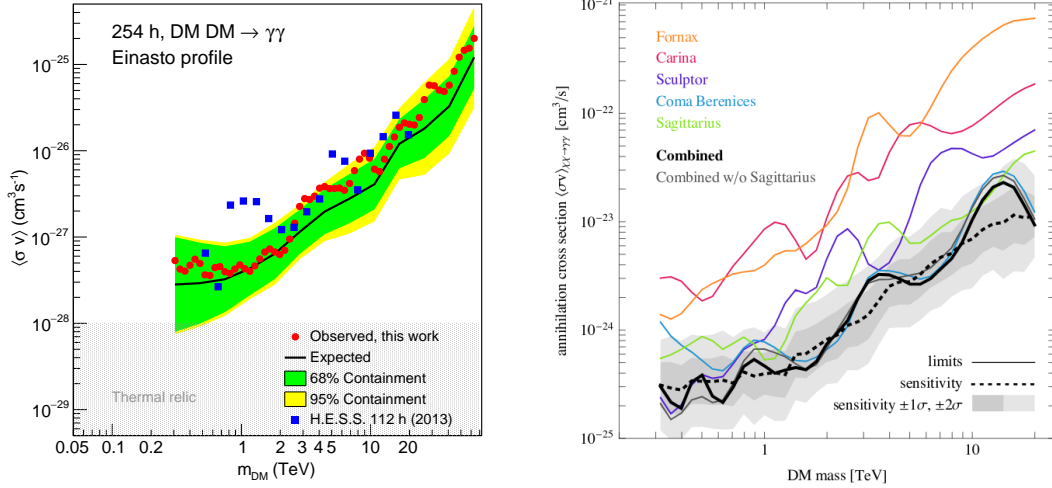 254 h, DM DM → γγ
Einasto profile
10⁻²⁵
10⁻²⁶
10⁻²⁷
10⁻²⁸
10⁻²⁹
⟨σ v⟩ (cm³s⁻¹)
Observed, this work
Expected
68% Containment
95% Containment
H.E.S.S. 112 h (2013)
Thermal relic
0.05 0.1 0.2 1 2 3 4 5 10 20
m_DM (TeV)
10⁻²¹
10⁻²²
10⁻²³
10⁻²⁴
10⁻²⁵
annihilation cross section ⟨σv⟩χχ→γγ [cm³/s]
Fornax
Carina
Sculptor
Coma Berenices
Sagittarius
Combined
Combined w/o Sagittarius
limits
sensitivity
sensitivity ±1σ, ±2σ
1 10
DM mass [TeV]